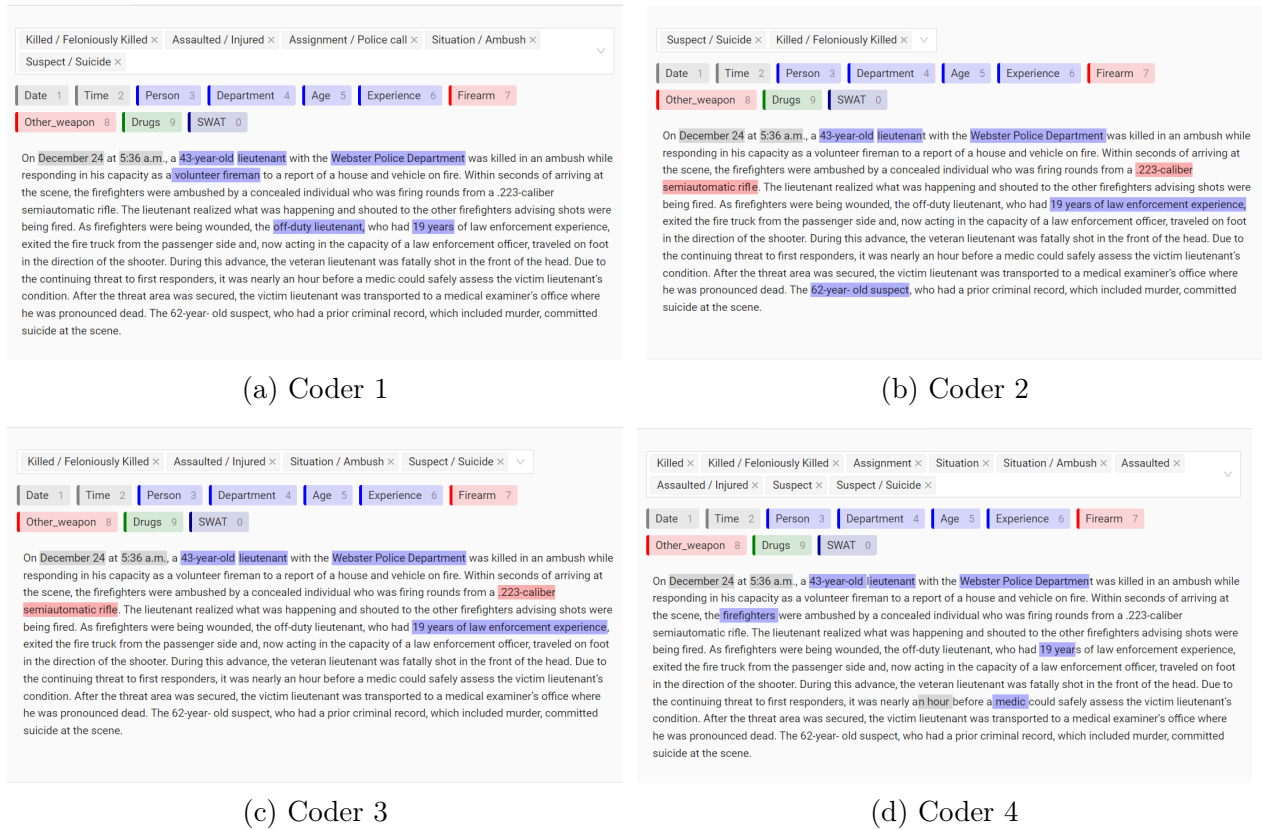 Killed / Feloniously Killed × Assaulted / Injured × Assignment / Police call × Situation / Ambush ×
Suspect / Suicide ×
Date 1 Time 2 Person 3 Department 4 Age 5 Experience 6 Firearm 7
Other_weapon 8 Drugs 9 SWAT 0
On December 24 at 5:36 a.m., a 43-year-old lieutenant with the Webster Police Department was killed in an ambush while
responding in his capacity as a volunteer fireman to a report of a house and vehicle on fire. Within seconds of arriving at
the scene, the firefighters were ambushed by a concealed individual who was firing rounds from a .223-caliber
semiautomatic rifle. The lieutenant realized what was happening and shouted to the other firefighters advising shots were
being fired. As firefighters were being wounded, the off-duty lieutenant, who had 19 years of law enforcement experience,
exited the fire truck from the passenger side and, now acting in the capacity of a law enforcement officer, traveled on foot
in the direction of the shooter. During this advance, the veteran lieutenant was fatally shot in the front of the head. Due to
the continuing threat to first responders, it was nearly an hour before a medic could safely assess the victim lieutenant's
condition. After the threat area was secured, the victim lieutenant was transported to a medical examiner's office where
he was pronounced dead. The 62-year- old suspect, who had a prior criminal record, which included murder, committed
suicide at the scene.
(a) Coder 1
Suspect / Suicide × Killed / Feloniously Killed ×
Date 1 Time 2 Person 3 Department 4 Age 5 Experience 6 Firearm 7
Other_weapon 8 Drugs 9 SWAT 0
On December 24 at 5:36 a.m., a 43-year-old lieutenant with the Webster Police Department was killed in an ambush while
responding in his capacity as a volunteer fireman to a report of a house and vehicle on fire. Within seconds of arriving at
the scene, the firefighters were ambushed by a concealed individual who was firing rounds from a .223-caliber
semiautomatic rifle. The lieutenant realized what was happening and shouted to the other firefighters advising shots were
being fired. As firefighters were being wounded, the off-duty lieutenant, who had 19 years of law enforcement experience,
exited the fire truck from the passenger side and, now acting in the capacity of a law enforcement officer, traveled on foot
in the direction of the shooter. During this advance, the veteran lieutenant was fatally shot in the front of the head. Due to
the continuing threat to first responders, it was nearly an hour before a medic could safely assess the victim lieutenant's
condition. After the threat area was secured, the victim lieutenant was transported to a medical examiner's office where
he was pronounced dead. The 62-year- old suspect, who had a prior criminal record, which included murder, committed
suicide at the scene.
(b) Coder 2
Killed / Feloniously Killed × Assaulted / Injured × Situation / Ambush × Suspect / Suicide ×
Date 1 Time 2 Person 3 Department 4 Age 5 Experience 6 Firearm 7
Other_weapon 8 Drugs 9 SWAT 0
On December 24 at 5:36 a.m., a 43-year-old lieutenant with the Webster Police Department was killed in an ambush while
responding in his capacity as a volunteer fireman to a report of a house and vehicle on fire. Within seconds of arriving at
the scene, the firefighters were ambushed by a concealed individual who was firing rounds from a .223-caliber
semiautomatic rifle. The lieutenant realized what was happening and shouted to the other firefighters advising shots were
being fired. As firefighters were being wounded, the off-duty lieutenant, who had 19 years of law enforcement experience,
exited the fire truck from the passenger side and, now acting in the capacity of a law enforcement officer, traveled on foot
in the direction of the shooter. During this advance, the veteran lieutenant was fatally shot in the front of the head. Due to
the continuing threat to first responders, it was nearly an hour before a medic could safely assess the victim lieutenant's
condition. After the threat area was secured, the victim lieutenant was transported to a medical examiner's office where
he was pronounced dead. The 62-year- old suspect, who had a prior criminal record, which included murder, committed
suicide at the scene.
(c) Coder 3
Killed × Killed / Feloniously Killed × Assignment × Situation × Situation / Ambush × Assaulted ×
Assaulted / Injured × Suspect × Suspect / Suicide ×
Date 1 Time 2 Person 3 Department 4 Age 5 Experience 6 Firearm 7
Other_weapon 8 Drugs 9 SWAT 0
On December 24 at 5:36 a.m., a 43-year-old lieutenant with the Webster Police Department was killed in an ambush while
responding in his capacity as a volunteer fireman to a report of a house and vehicle on fire. Within seconds of arriving at
the scene, the firefighters were ambushed by a concealed individual who was firing rounds from a .223-caliber
semiautomatic rifle. The lieutenant realized what was happening and shouted to the other firefighters advising shots were
being fired. As firefighters were being wounded, the off-duty lieutenant, who had 19 years of law enforcement experience,
exited the fire truck from the passenger side and, now acting in the capacity of a law enforcement officer, traveled on foot
in the direction of the shooter. During this advance, the veteran lieutenant was fatally shot in the front of the head. Due to
the continuing threat to first responders, it was nearly an hour before a medic could safely assess the victim lieutenant's
condition. After the threat area was secured, the victim lieutenant was transported to a medical examiner's office where
he was pronounced dead. The 62-year- old suspect, who had a prior criminal record, which included murder, committed
suicide at the scene.
(d) Coder 4